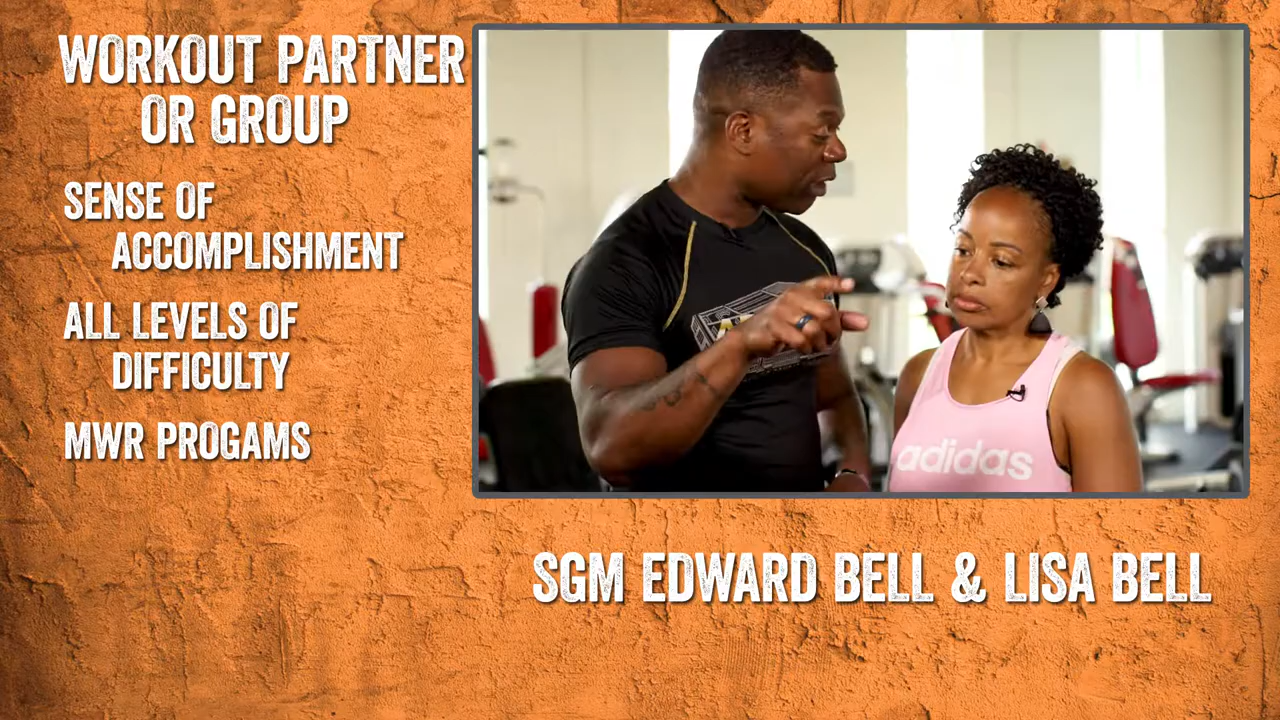 WORKOUT PARTNER
OR GROUP
SENSE OF
ACCOMPLISHMENT
ALL LEVELS OF
DIFFICULTY
MWR PROGAMS
adidas
SGM EDWARD BELL & LISA BELL